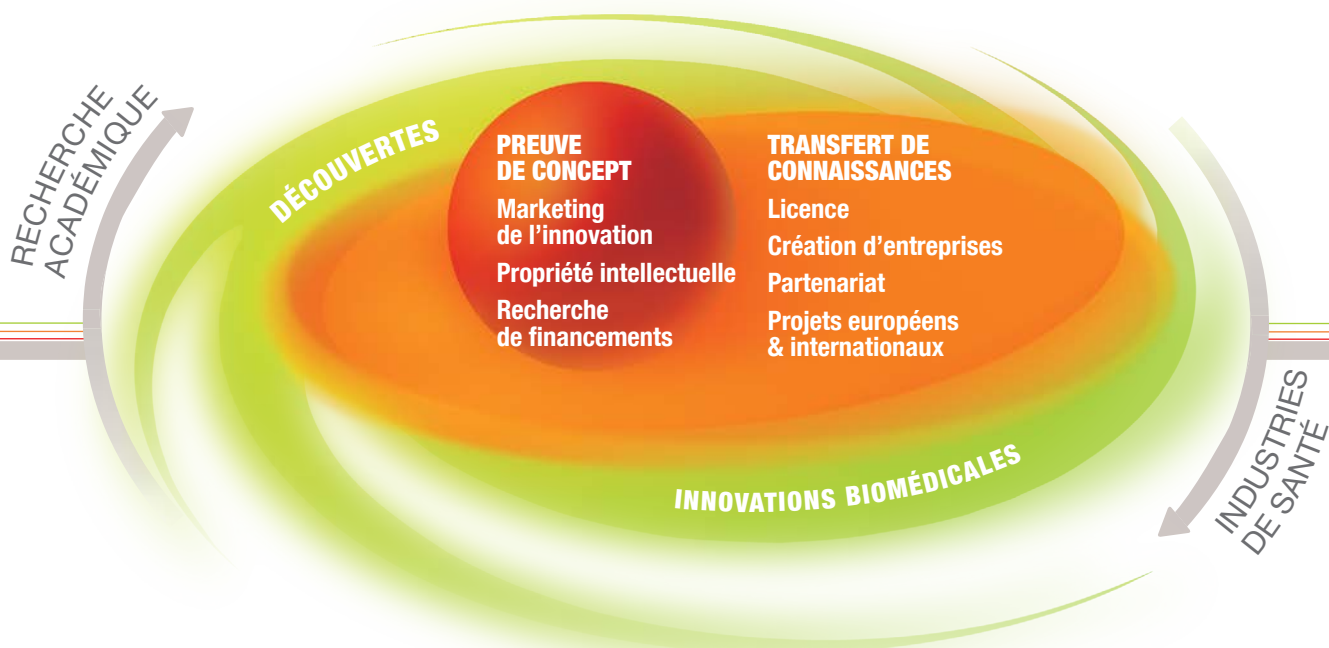 RECHERCHE
ACADÉMIQUE
DÉCOUVERTES
PREUVE
DE CONCEPT
Marketing
de l’innovation
Propriété intellectuelle
Recherche
de financements
TRANSFERT DE
CONNAISSANCES
Licence
Création d’entreprises
Partenariat
Projets européens
& internationaux
INNOVATIONS BIOMÉDICALES
INDUSTRIES
DE SANTÉ